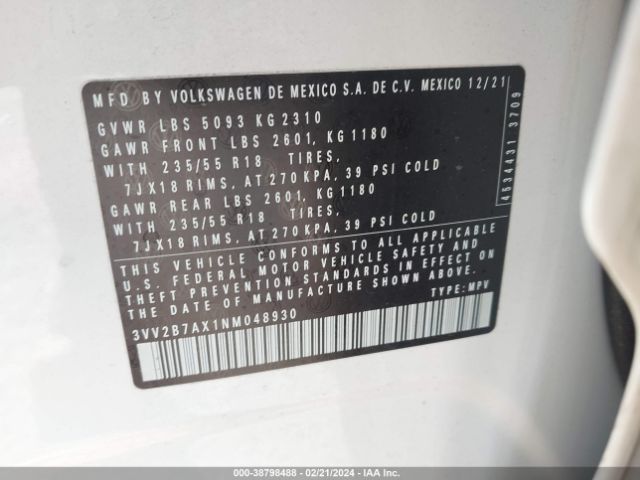 MFD BY VOLKSWAGEN DE MEXICO S.A. DE C.V. MEXICO 12/21
GVWR LBS 5093 KG 2310
GAWR FRONT LBS 2601, KG 1180
WITH 235/55 R18 TIRES,
7JX18 RIMS, AT 270 KPA, 39 PSI COLD
GAWR REAR LBS 2601, KG 1180
WITH 235/55 R18 TIRES,
7JX18 RIMS, AT 270 KPA, 39 PSI COLD
THIS VEHICLE CONFORMS TO ALL APPLICABLE
U.S. FEDERAL MOTOR VEHICLE SAFETY AND
THEFT PREVENTION STANDARDS IN EFFECT ON
THE DATE OF MANUFACTURE SHOWN ABOVE.
3VV2B7AX1NM048930 TYPE: MPV
4534431 3709
000-38798488 - 02/21/2024 - IAAI.COM